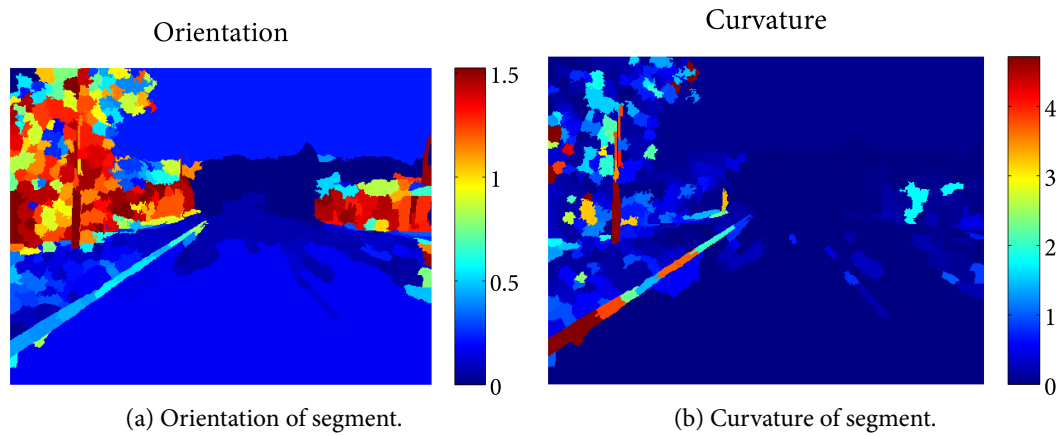 Orientation
1.5
1
0.5
0
(a) Orientation of segment.
Curvature
4
3
2
1
0
(b) Curvature of segment.